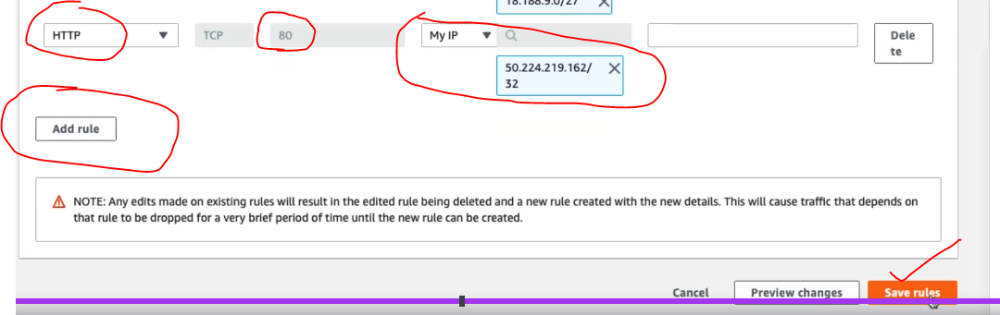 18.188.9.0/27
HTTP TCP 80 My IP Dele
te
50.224.219.162/
32
Add rule
NOTE: Any edits made on existing rules will result in the edited rule being deleted and a new rule created with the new details. This will cause traffic that depends on
that rule to be dropped for a very brief period of time until the new rule can be created.
Cancel Preview changes Save rules